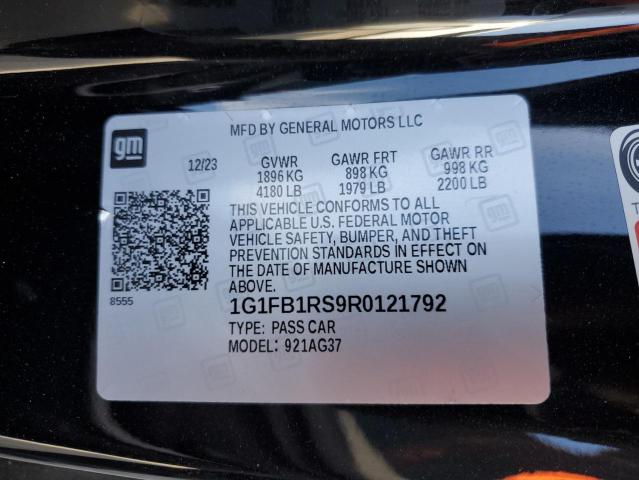 MFD BY GENERAL MOTORS LLC
gm
12/23
GVWR GAWR FRT GAWR RR
1896 KG 898 KG 998 KG
4180 LB 1979 LB 2200 LB
THIS VEHICLE CONFORMS TO ALL
APPLICABLE U.S. FEDERAL MOTOR
VEHICLE SAFETY, BUMPER, AND THEFT
PREVENTION STANDARDS IN EFFECT ON
THE DATE OF MANUFACTURE SHOWN
ABOVE.
8555
1G1FB1RS9R0121792
TYPE: PASS CAR
MODEL: 921AG37